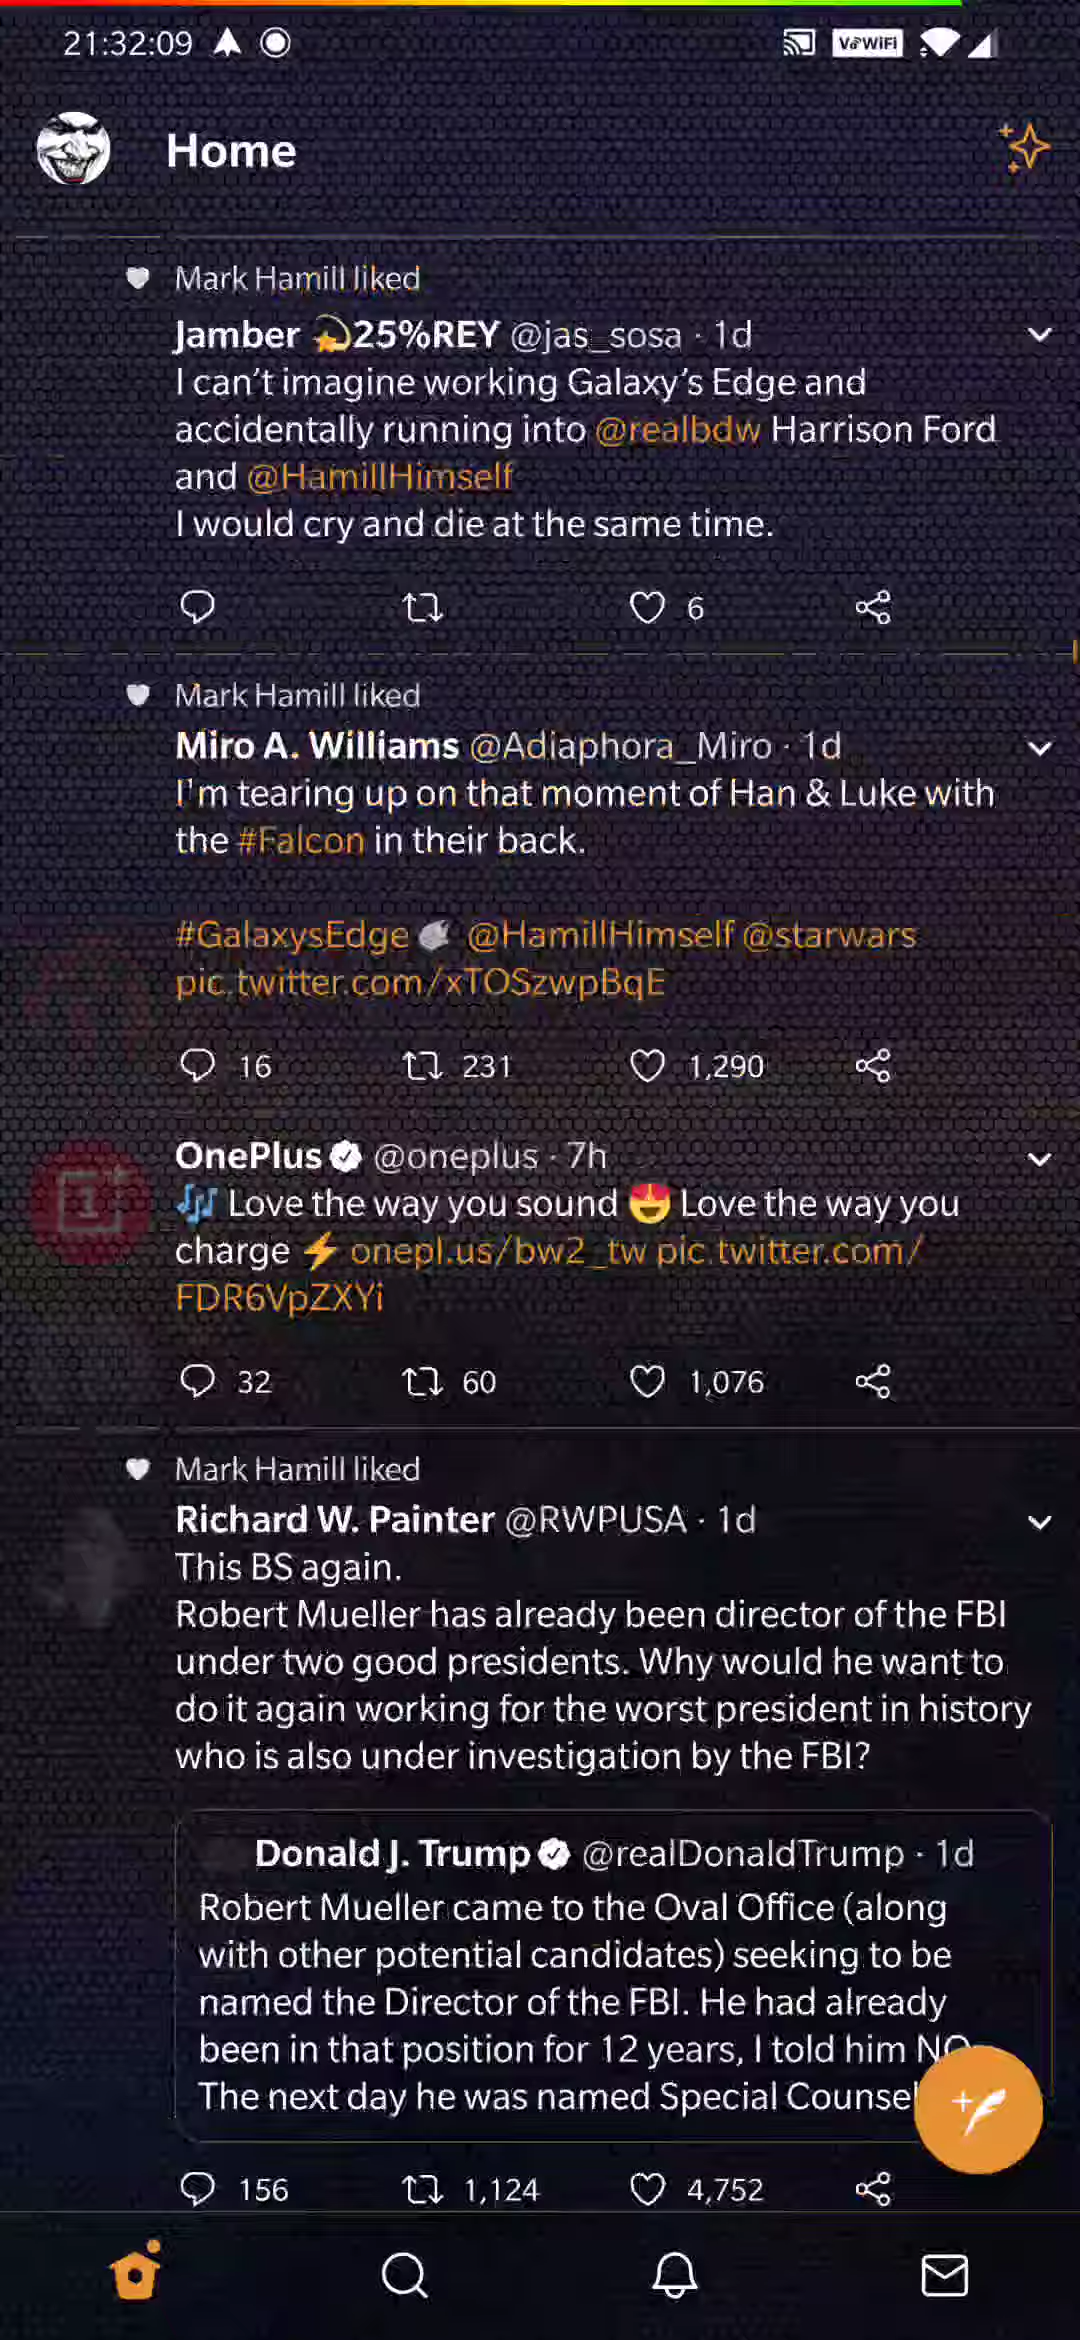 21:32:09
VoWiFi
Home
Mark Hamill liked
Jamber 💫25%REY @jas_sosa · 1d
I can't imagine working Galaxy's Edge and
accidentally running into @realbdw Harrison Ford
and @HamillHimself
I would cry and die at the same time.
6
Mark Hamill liked
Miro A. Williams @Adiaphora_Miro · 1d
I'm tearing up on that moment of Han & Luke with
the #Falcon in their back.
#GalaxysEdge @HamillHimself @starwars
pic.twitter.com/xTOSzwpBqE
16 231 1,290
OnePlus @oneplus · 7h
🎶 Love the way you sound 😍 Love the way you
charge ⚡ onepl.us/bw2_tw pic.twitter.com/
FDR6VpZXYi
32 60 1,076
Mark Hamill liked
Richard W. Painter @RWPUSA · 1d
This BS again.
Robert Mueller has already been director of the FBI
under two good presidents. Why would he want to
do it again working for the worst president in history
who is also under investigation by the FBI?
Donald J. Trump @realDonaldTrump · 1d
Robert Mueller came to the Oval Office (along
with other potential candidates) seeking to be
named the Director of the FBI. He had already
been in that position for 12 years, I told him NO
The next day he was named Special Counsel
156 1,124 4,752